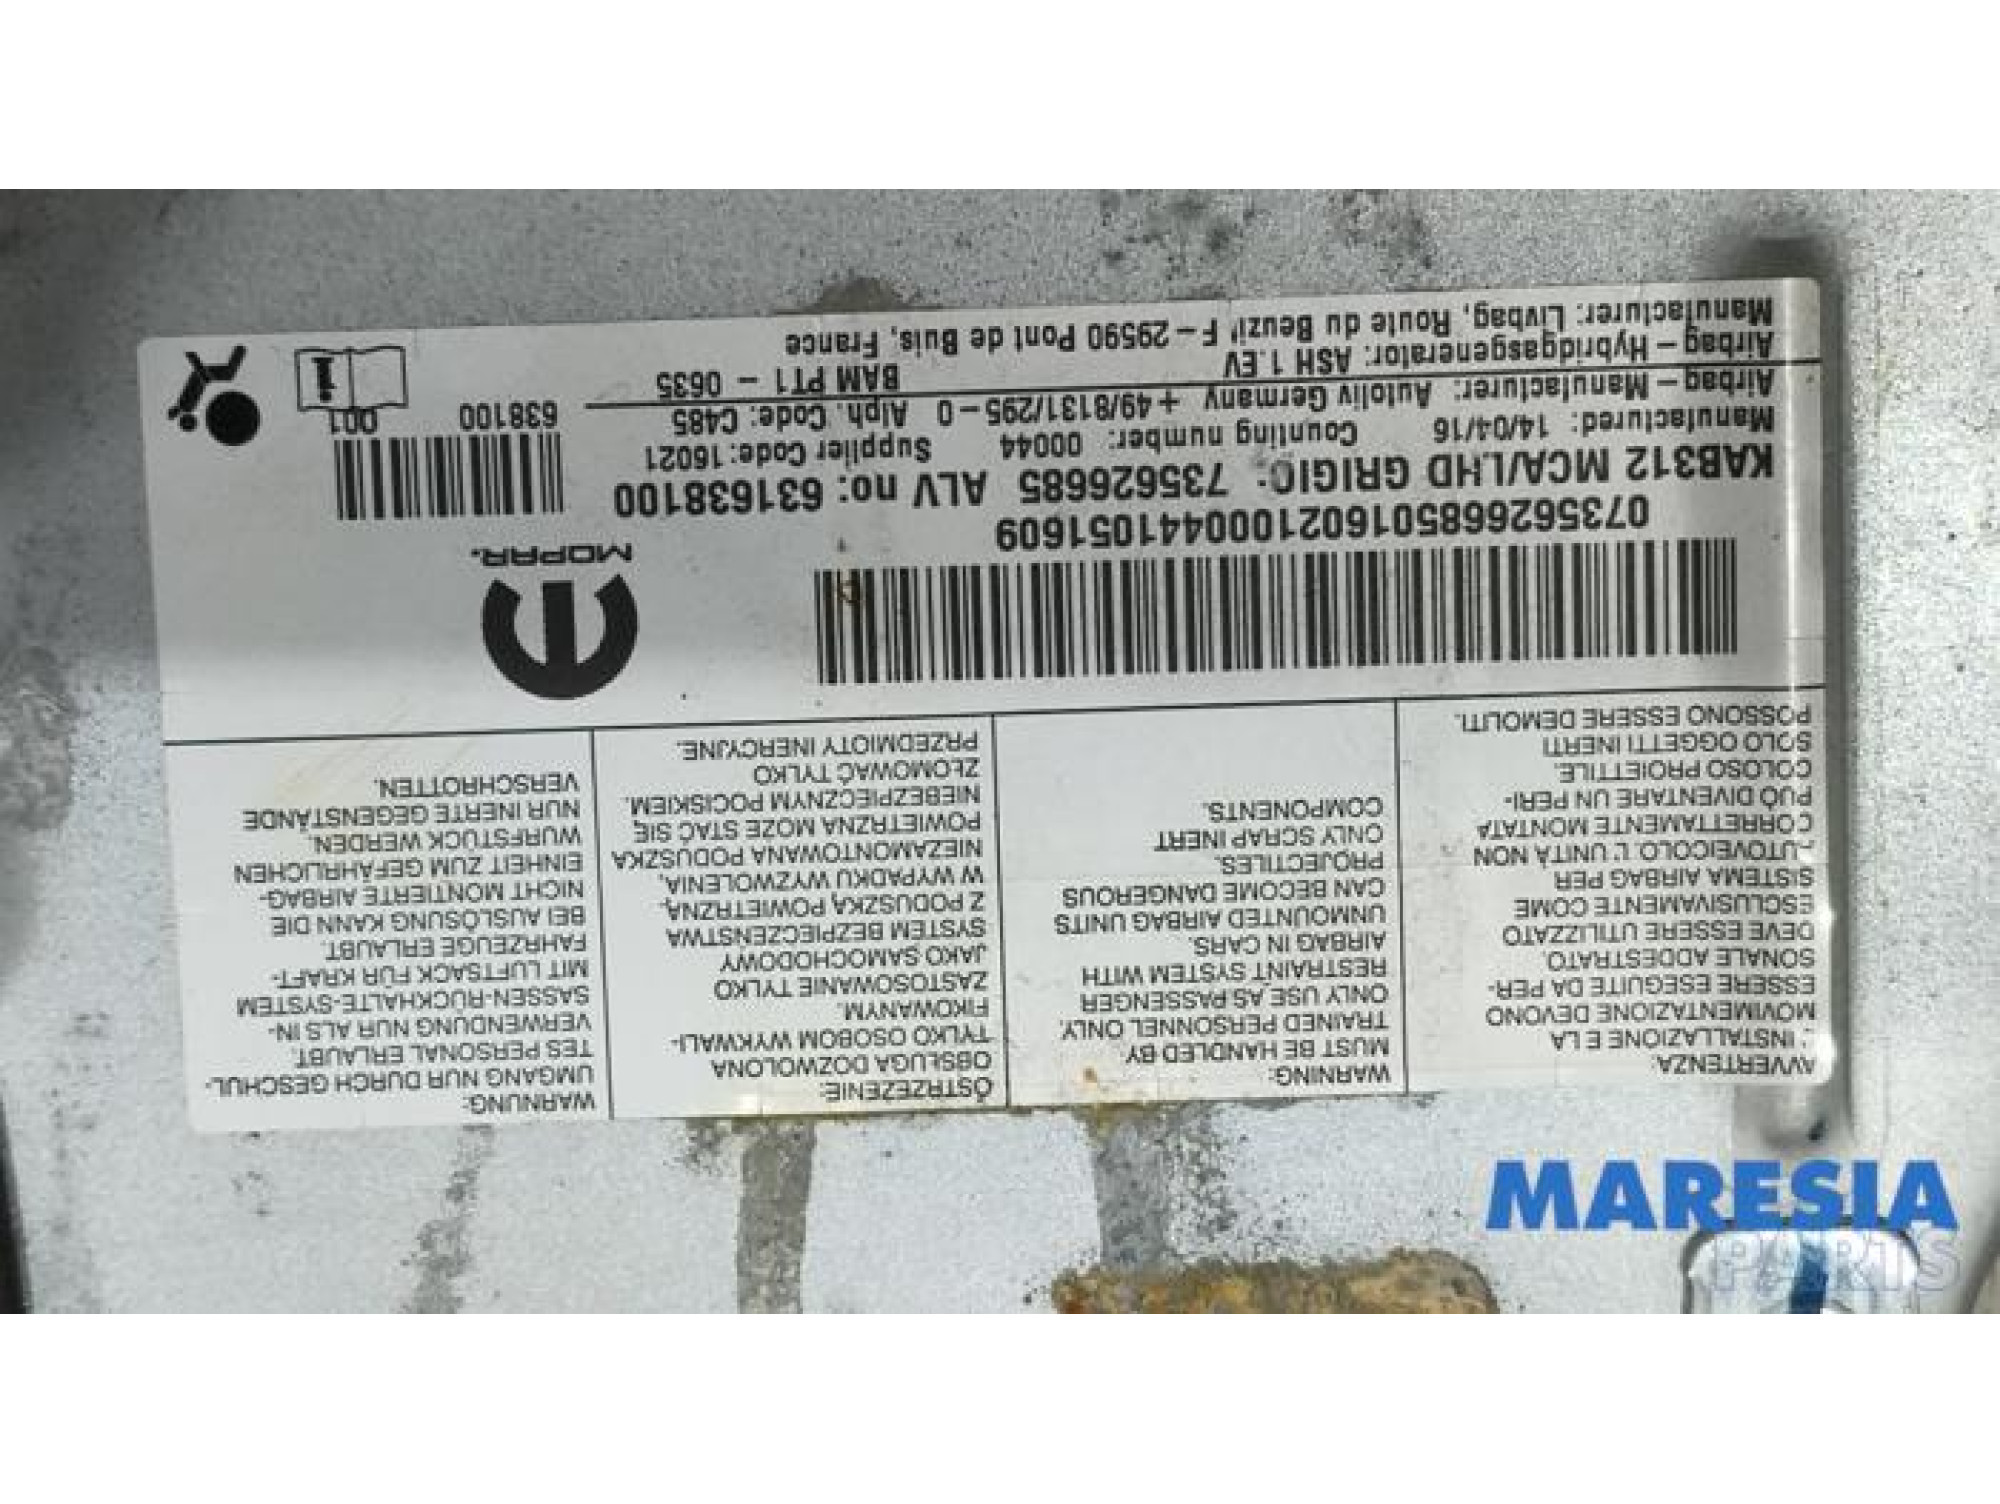 AVVERTENZA:
L'INSTALLAZIONE E LA
MOVIMENTAZIONE DEVONO
ESSERE ESEGUITE DA PER-
SONALE ADDESTRATO.
DEVE ESSERE UTILIZZATO
ESCLUSIVAMENTE COME
SISTEMA AIRBAG PER
AUTOVEICOLO. L'UNITÀ NON
CORRETTAMENTE MONTATA
PUÒ DIVENTARE UN PERI-
COLOSO PROIETTILE.
SOLO OGGETTI INERTI
POSSONO ESSERE DEMOLITI.
WARNING:
MUST BE HANDLED BY
TRAINED PERSONNEL ONLY.
ONLY USE AS PASSENGER
RESTRAINT SYSTEM WITH
AIRBAG IN CARS.
UNMOUNTED AIRBAG UNITS
CAN BECOME DANGEROUS
PROJECTILES.
ONLY SCRAP INERT
COMPONENTS.
OSTRZEŻENIE:
OBSŁUGA DOZWOLONA
TYLKO OSOBOM WYKWALI-
FIKOWANYM.
ZASTOSOWANIE TYLKO
JAKO SAMOCHODOWY
SYSTEM BEZPIECZEŃSTWA
Z PODUSZKĄ POWIETRZNĄ.
W WYPADKU WYZWOLENIA,
NIEZAMONTOWANA PODUSZKA
POWIETRZNA MOŻE STAĆ SIĘ
NIEBEZPIECZNYM POCISKIEM.
ZŁOMOWAĆ TYLKO
PRZEDMIOTY INERCYJNE.
WARNUNG:
UMGANG NUR DURCH GESCHUL-
TES PERSONAL ERLAUBT.
VERWENDUNG NUR ALS IN-
SASSEN-RÜCKHALTE-SYSTEM
MIT LUFTSACK FÜR KRAFT-
FAHRZEUGE ERLAUBT.
BEI AUSLÖSUNG KANN DIE
NICHT MONTIERTE AIRBAG-
EINHEIT ZUM GEFÄHRLICHEN
WURFSTÜCK WERDEN.
NUR INERTE GEGENSTÄNDE
VERSCHROTTEN.
MOPAR.
07356266850160210004410​51609
KAB312 MCA/LHD GRIGIO: 735626685 ALV no: 631638100
Manufactured: 14/04/16 Counting number: 00044 Supplier Code: 16021
Airbag - Manufacturer: Autoliv Germany +49/8131/295-0 Alph. Code: C485
Airbag - Hybridgasgenerator: ASH 1.EV BAM PT1 - 0635
Manufacturer: Livbag, Route du Beuzit F-29590 Pont de Buis, France
638100 001
MARESIA
PARTS